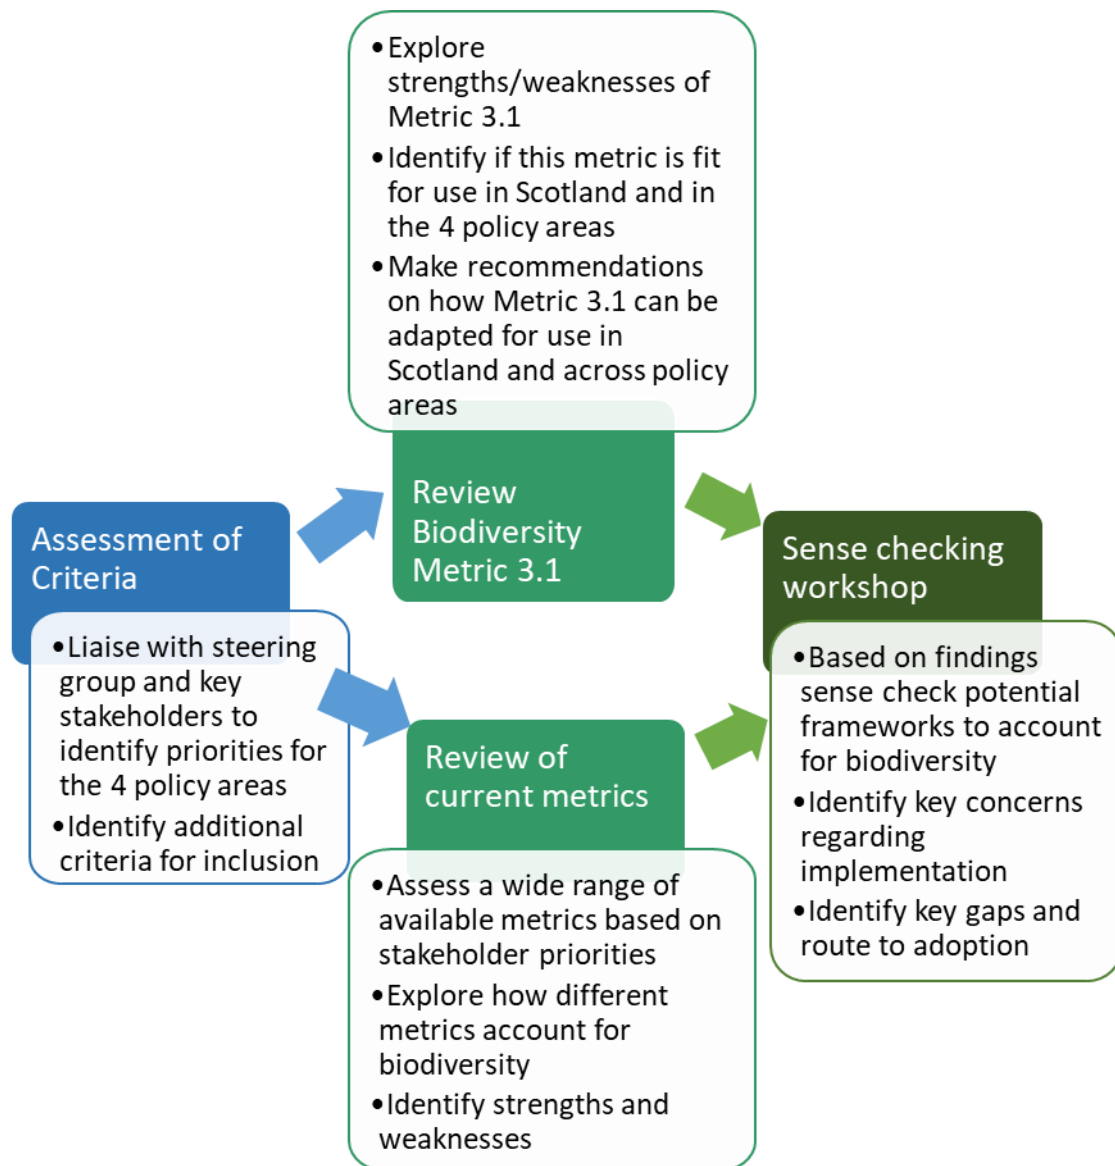 •Explore
strengths/weaknesses of
Metric 3.1
•Identify if this metric is fit
for use in Scotland and in
the 4 policy areas
•Make recommendations
on how Metric 3.1 can be
adapted for use in
Scotland and across policy
areas
Review
Biodiversity
Metric 3.1
Assessment of
Criteria
•Liaise with steering
group and key
stakeholders to
identify priorities for
the 4 policy areas
•Identify additional
criteria for inclusion
Review of
current metrics
•Assess a wide range of
available metrics based on
stakeholder priorities
•Explore how different
metrics account for
biodiversity
•Identify strengths and
weaknesses
Sense checking
workshop
•Based on findings
sense check potential
frameworks to account
for biodiversity
•Identify key concerns
regarding
implementation
•Identify key gaps and
route to adoption